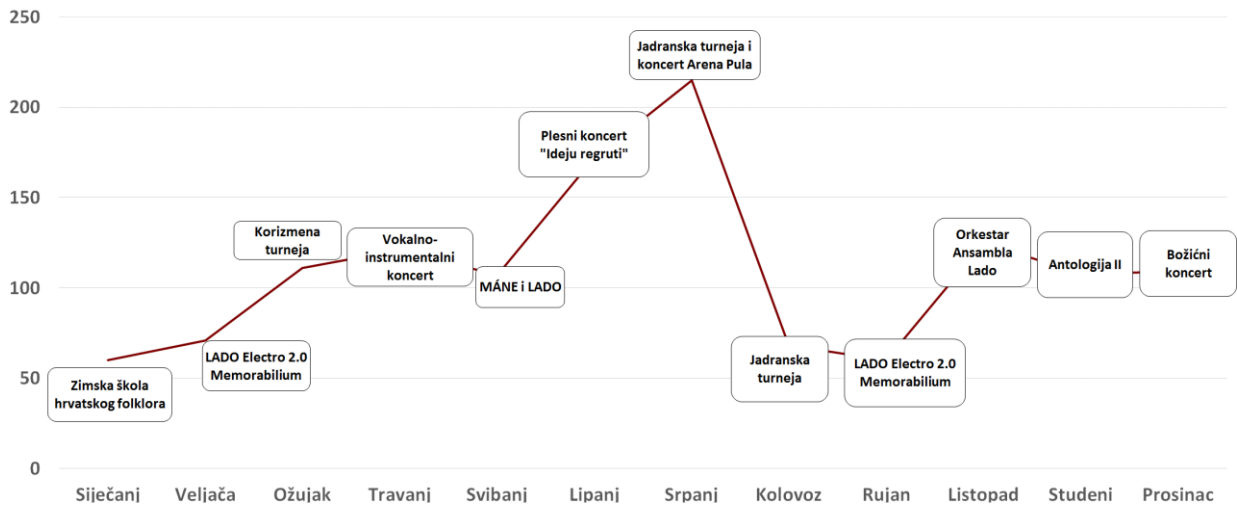 250
200
150
100
50
0
Zimska škola
hrvatskog folklora
LADO Electro 2.0
Memorabilium
Korizmena
turneja
Vokalno-
instrumentalni
koncert
MÁNE i LADO
Plesni koncert
"Ideju regruti"
Jadranska turneja i
koncert Arena Pula
Jadranska
turneja
LADO Electro 2.0
Memorabilium
Orkestar
Ansambla
Lado
Antologija II
Božićni
koncert
Siječanj Veljača Ožujak Travanj Svibanj Lipanj Srpanj Kolovoz Rujan Listopad Studeni Prosinac